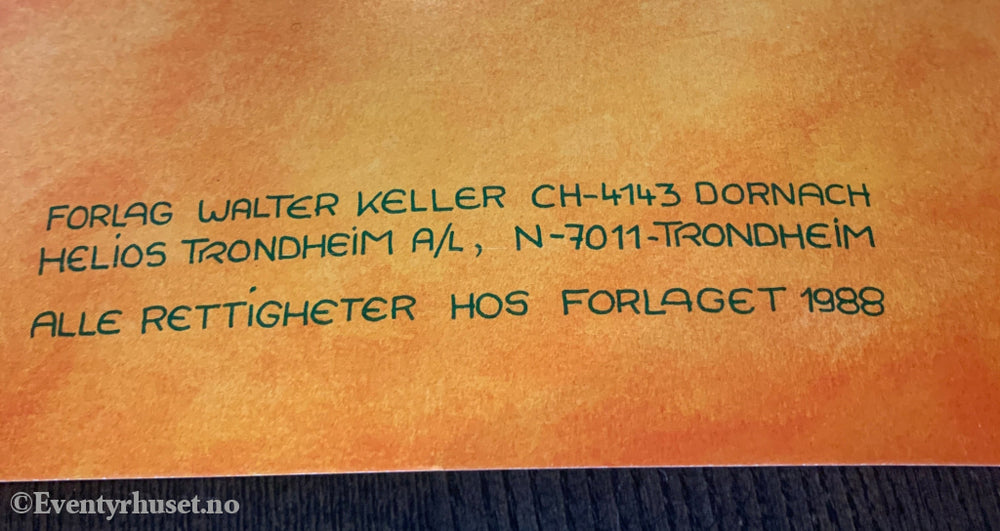 FORLAG WALTER KELLER CH-4143 DORNACH
HELiOS TRONDHEiM A/L, N-7011-TRONDHEiM
ALLE RETTiGHETER HOS FORLAGET 1988
©Eventyrhuset.no